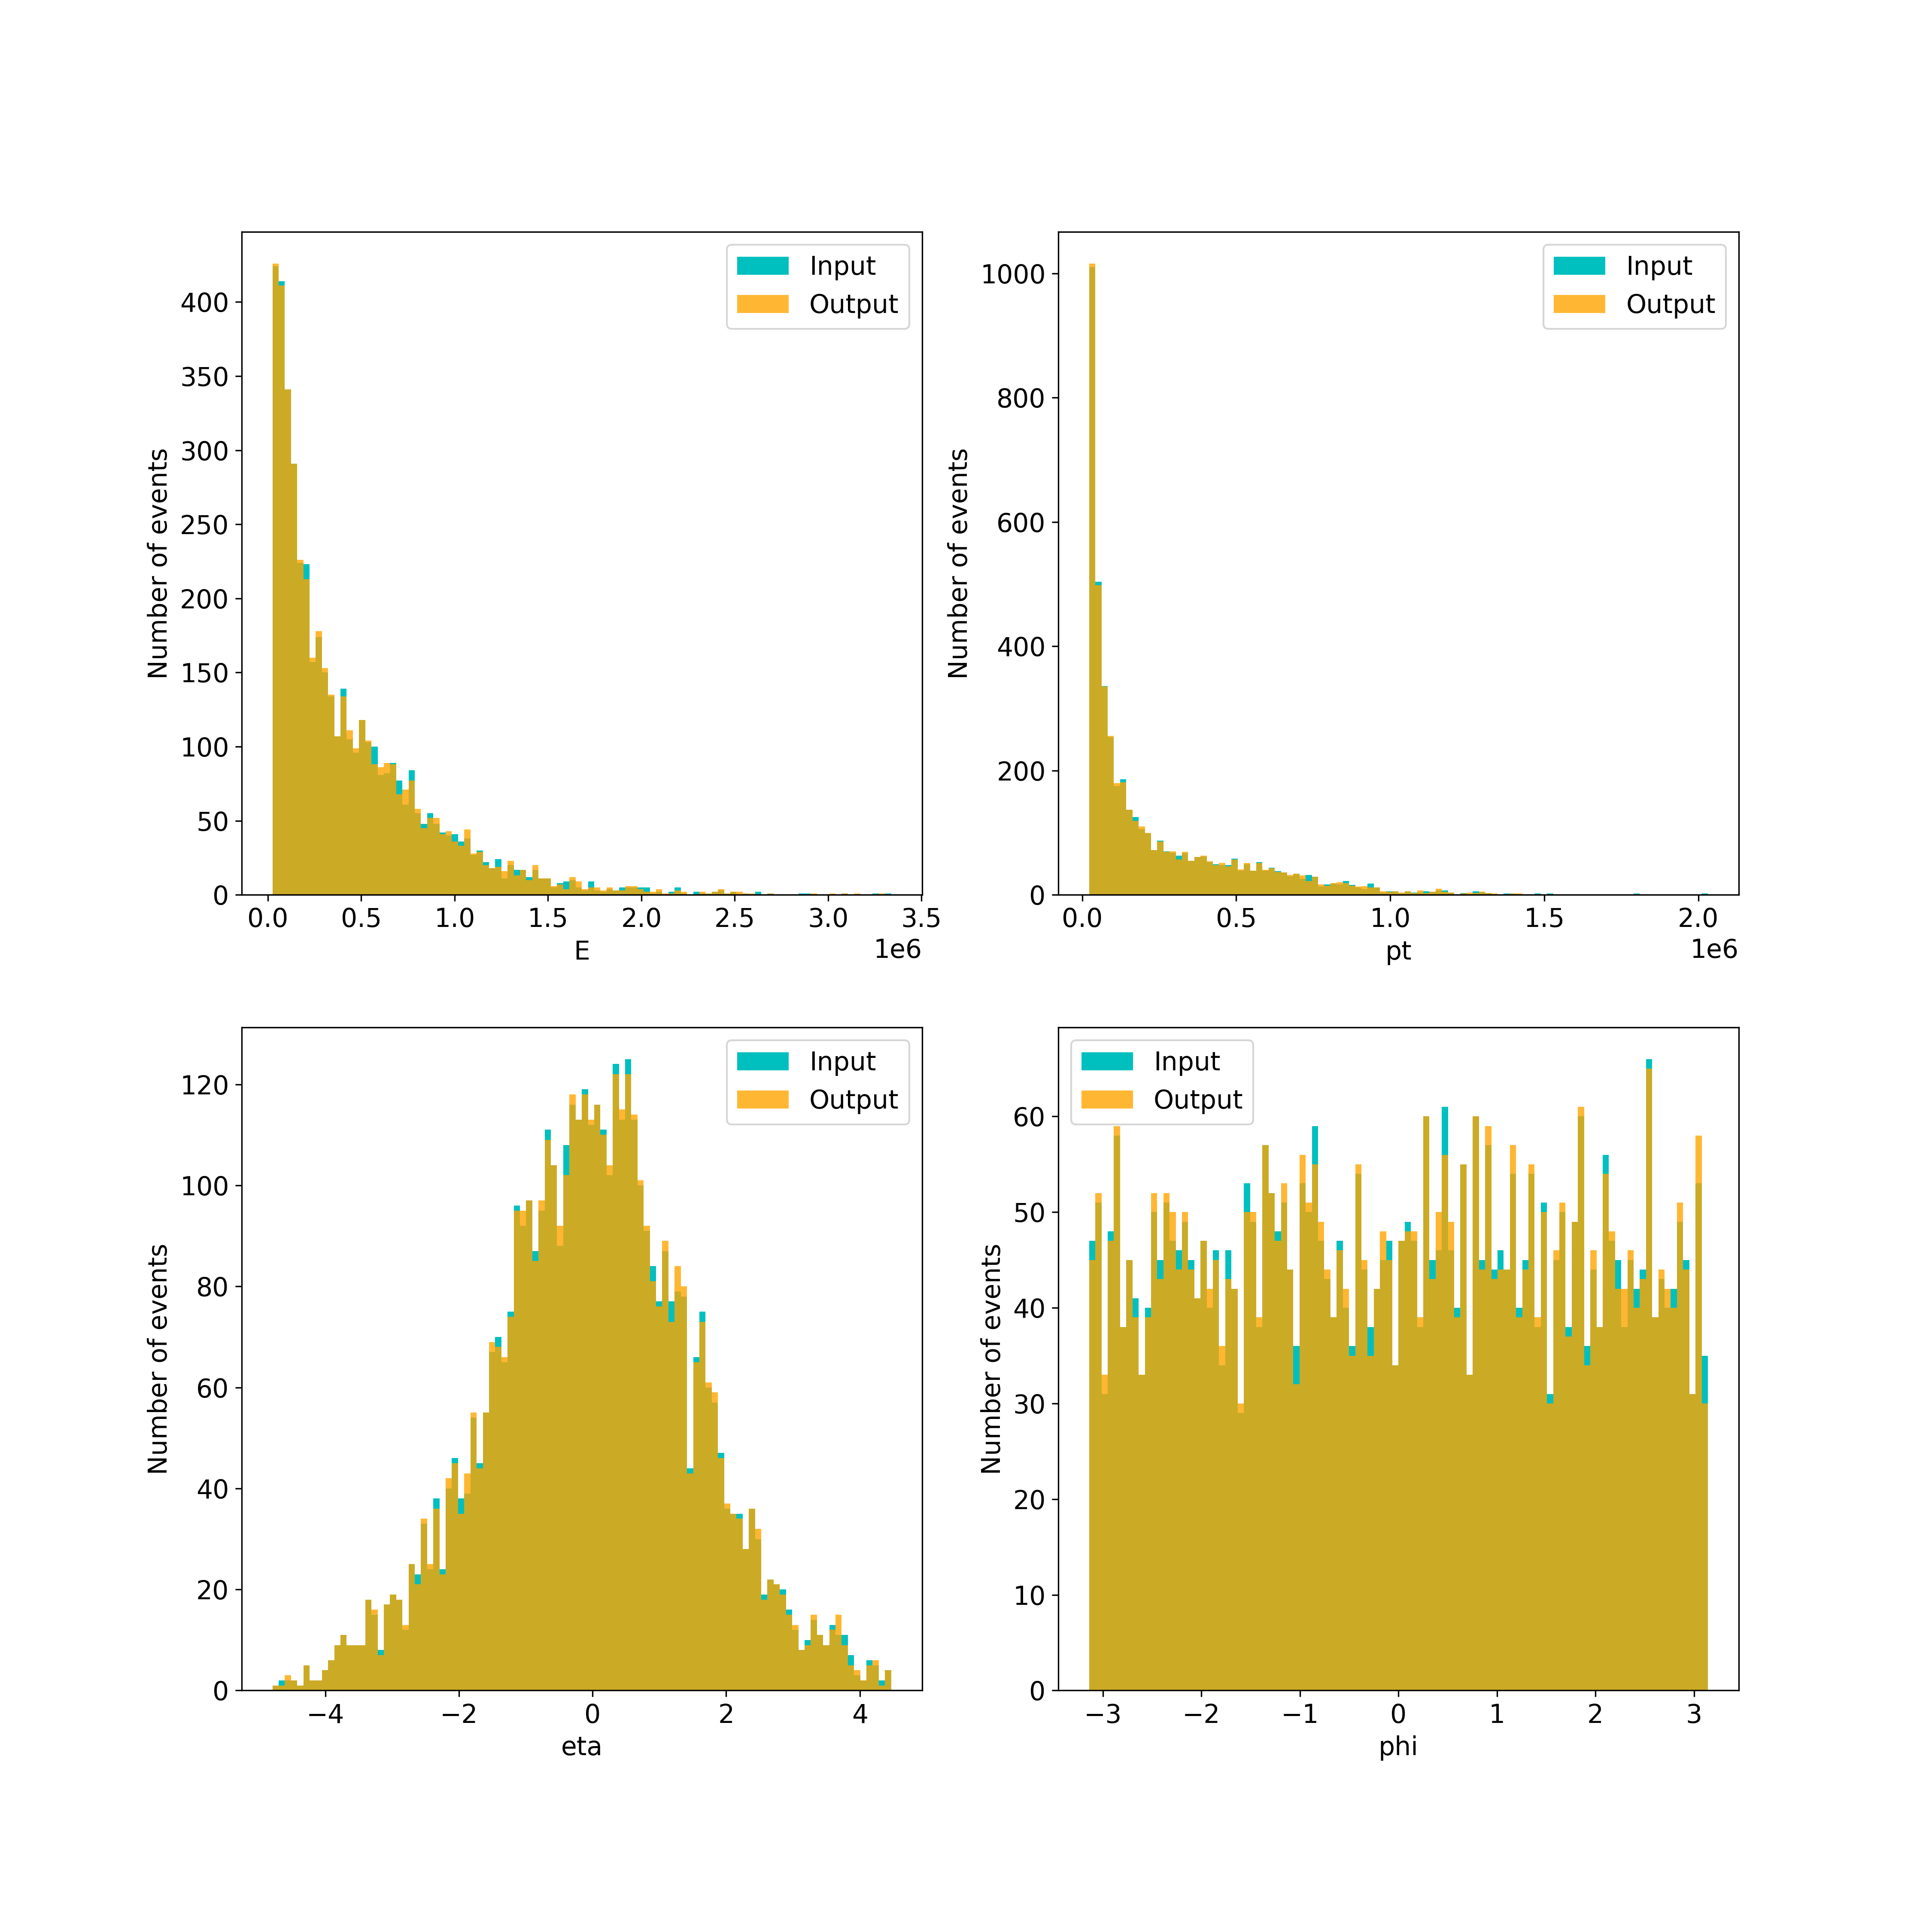 Input
Output
Number of events
400
350
300
250
200
150
100
50
0
0.0 0.5 1.0 1.5 2.0 2.5 3.0 3.5
E
1e6
Input
Output
Number of events
1000
800
600
400
200
0
0.0 0.5 1.0 1.5 2.0
pt
1e6
Input
Output
Number of events
120
100
80
60
40
20
0
−4 −2 0 2 4
eta
Input
Output
Number of events
60
50
40
30
20
10
0
−3 −2 −1 0 1 2 3
phi